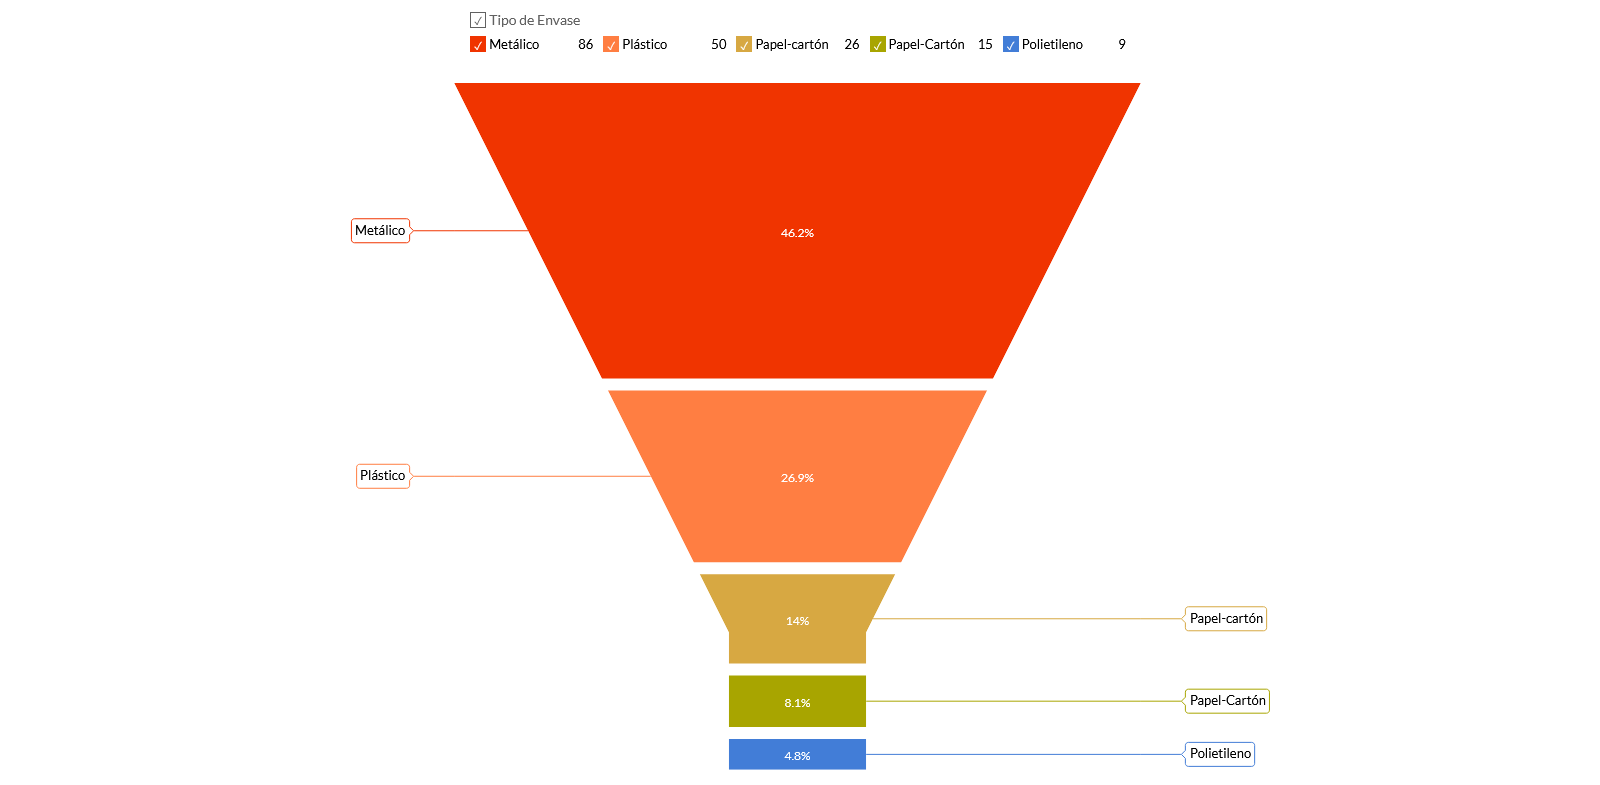 Tipo de Envase
Metálico 86 Plástico 50 Papel-cartón 26 Papel-Cartón 15 Polietileno 9
Metálico
46.2%
Plástico
26.9%
14%
Papel-cartón
8.1%
Papel-Cartón
4.8%
Polietileno